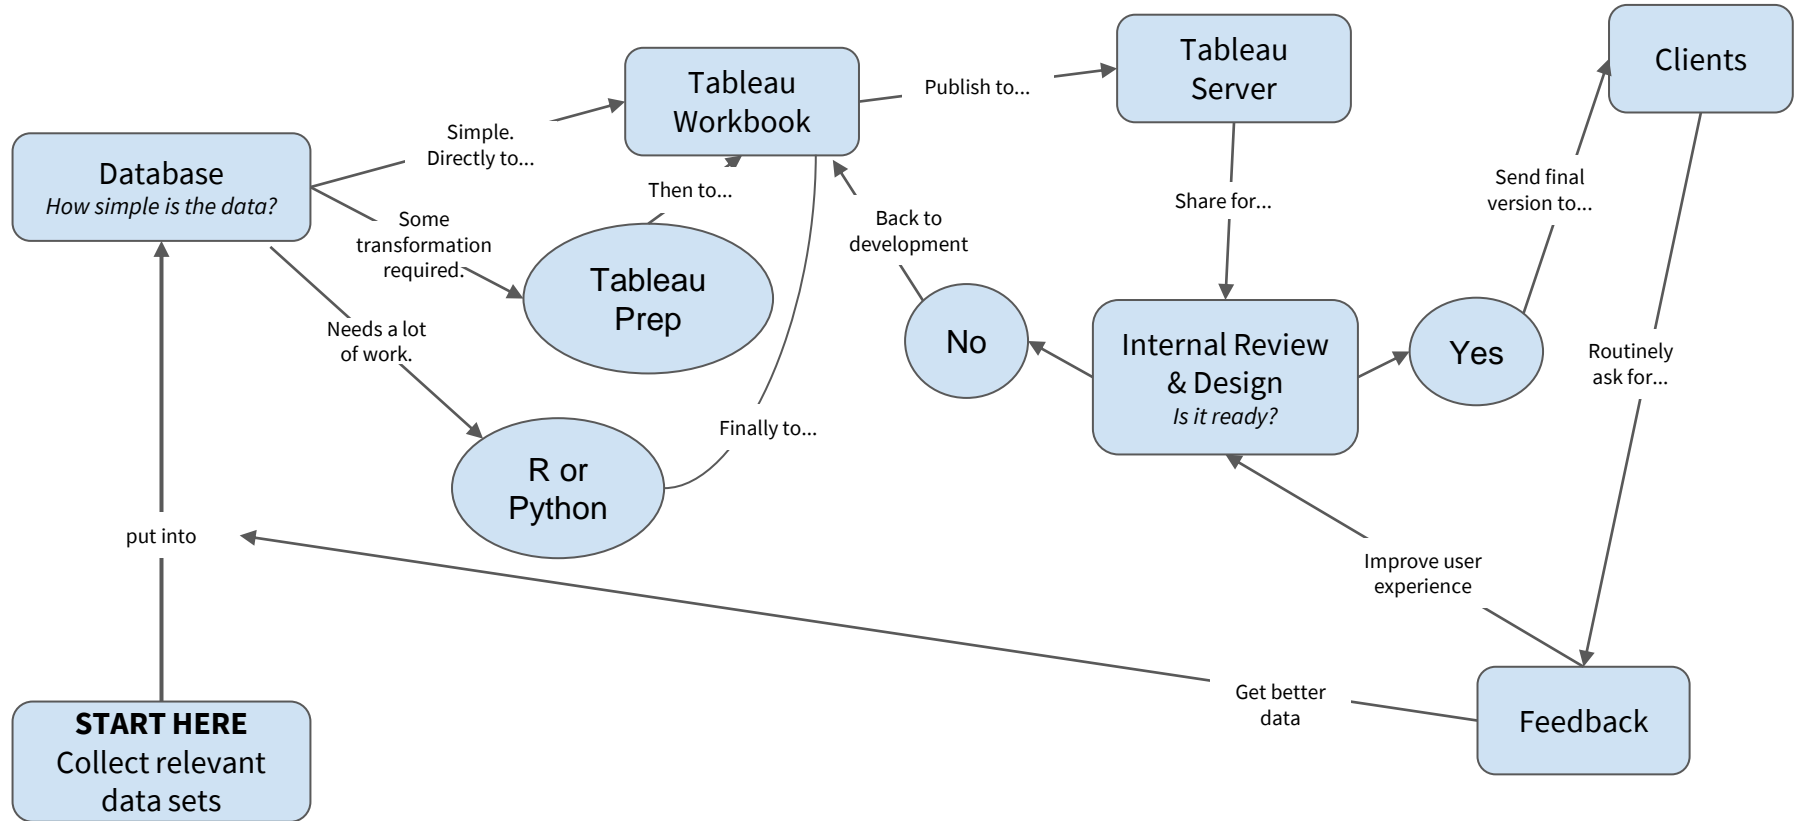 Tableau
Workbook
Publish to...
Tableau
Server
Clients
Database
How simple is the data?
Simple.
Directly to...
Then to...
Some
transformation
required.
Tableau
Prep
Needs a lot
of work.
R or
Python
Finally to...
Back to
development
No
Share for...
Internal Review
& Design
Is it ready?
Yes
Send final
version to...
Routinely
ask for...
Improve user
experience
put into
Get better
data
Feedback
START HERE
Collect relevant
data sets